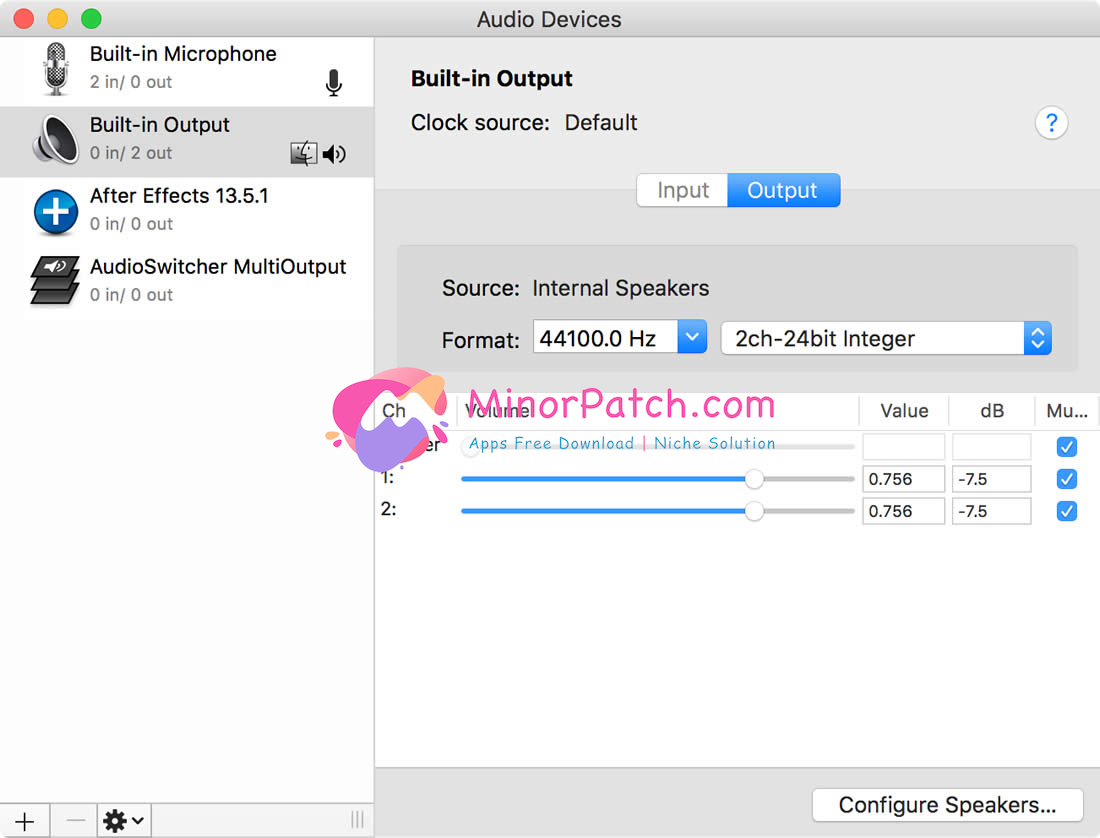 Audio Devices
Built-in Microphone
2 in/ 0 out
Built-in Output
0 in/ 2 out
After Effects 13.5.1
0 in/ 0 out
AudioSwitcher MultiOutput
0 in/ 0 out
Built-in Output
Clock source: Default
?
Input Output
Source: Internal Speakers
Format: 44100.0 Hz 2ch-24bit Integer
Ch Volume Value dB Mu...
MinorPatch.com
Apps Free Download | Niche Solution
1: 0.756 -7.5
2: 0.756 -7.5
Configure Speakers...